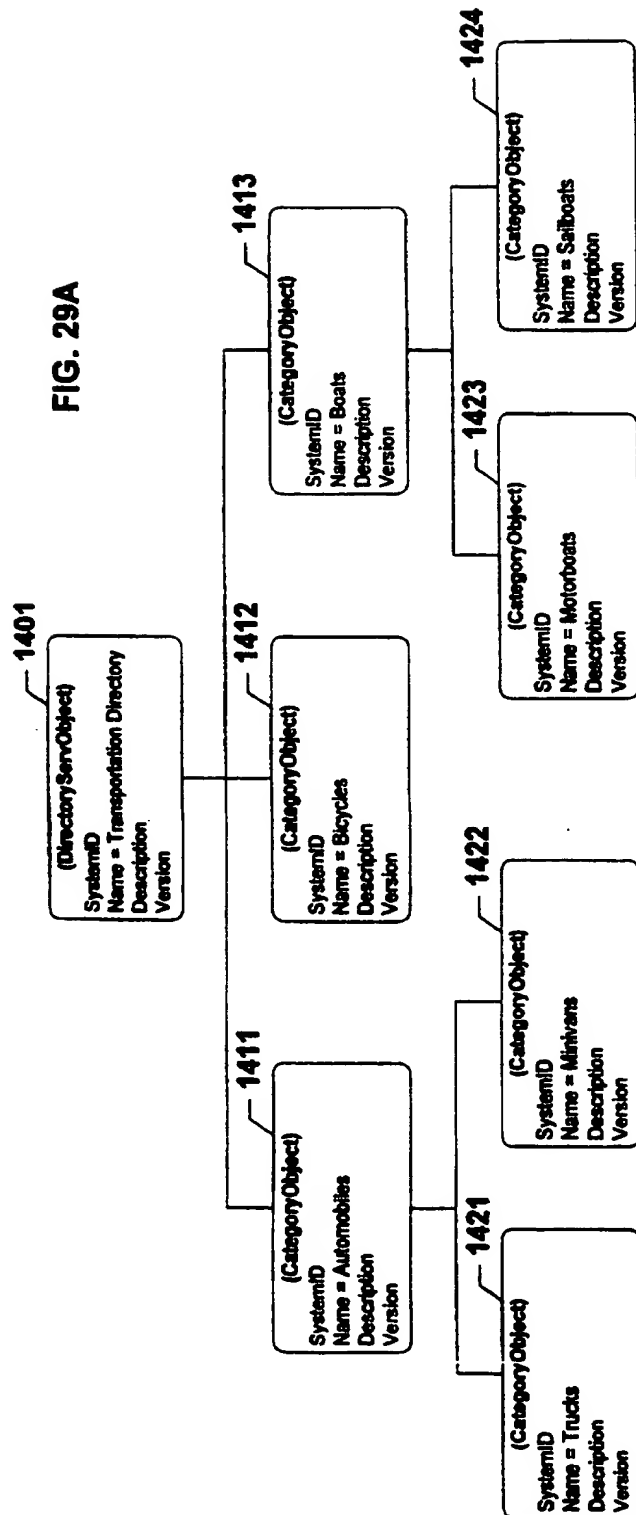 FIG. 29A
1401
(DirectoryServObject)
SystemID
Name = Transportation Directory
Description
Version
1411
(CategoryObject)
SystemID
Name = Automobiles
Description
Version
1412
(CategoryObject)
SystemID
Name = Bicycles
Description
Version
1413
(CategoryObject)
SystemID
Name = Boats
Description
Version
1421
(CategoryObject)
SystemID
Name = Trucks
Description
Version
1422
(CategoryObject)
SystemID
Name = Minivans
Description
Version
1423
(CategoryObject)
SystemID
Name = Motorboats
Description
Version
1424
(CategoryObject)
SystemID
Name = Sailboats
Description
Version